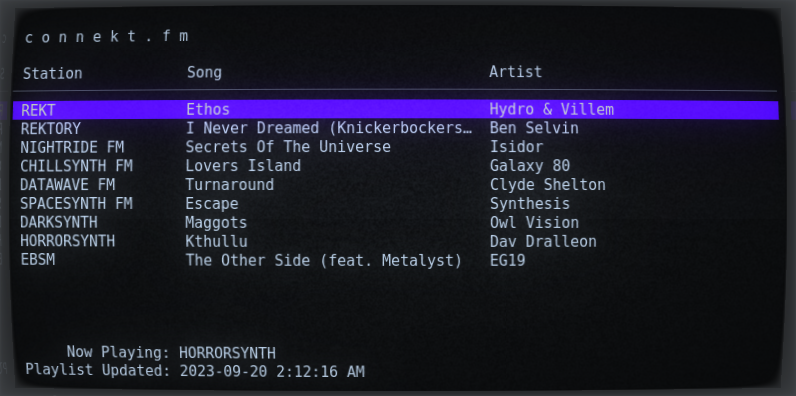 connekt.fm
Station Song Artist
REKT Ethos Hydro & Villem
REKTORY I Never Dreamed (Knickerbockers… Ben Selvin
NIGHTRIDE FM Secrets Of The Universe Isidor
CHILLSYNTH FM Lovers Island Galaxy 80
DATAWAVE FM Turnaround Clyde Shelton
SPACESYNTH FM Escape Synthesis
DARKSYNTH Maggots Owl Vision
HORRORSYNTH Kthullu Dav Dralleon
EBSM The Other Side (feat. Metalyst) EG19
Now Playing: HORRORSYNTH
Playlist Updated: 2023-09-20 2:12:16 AM